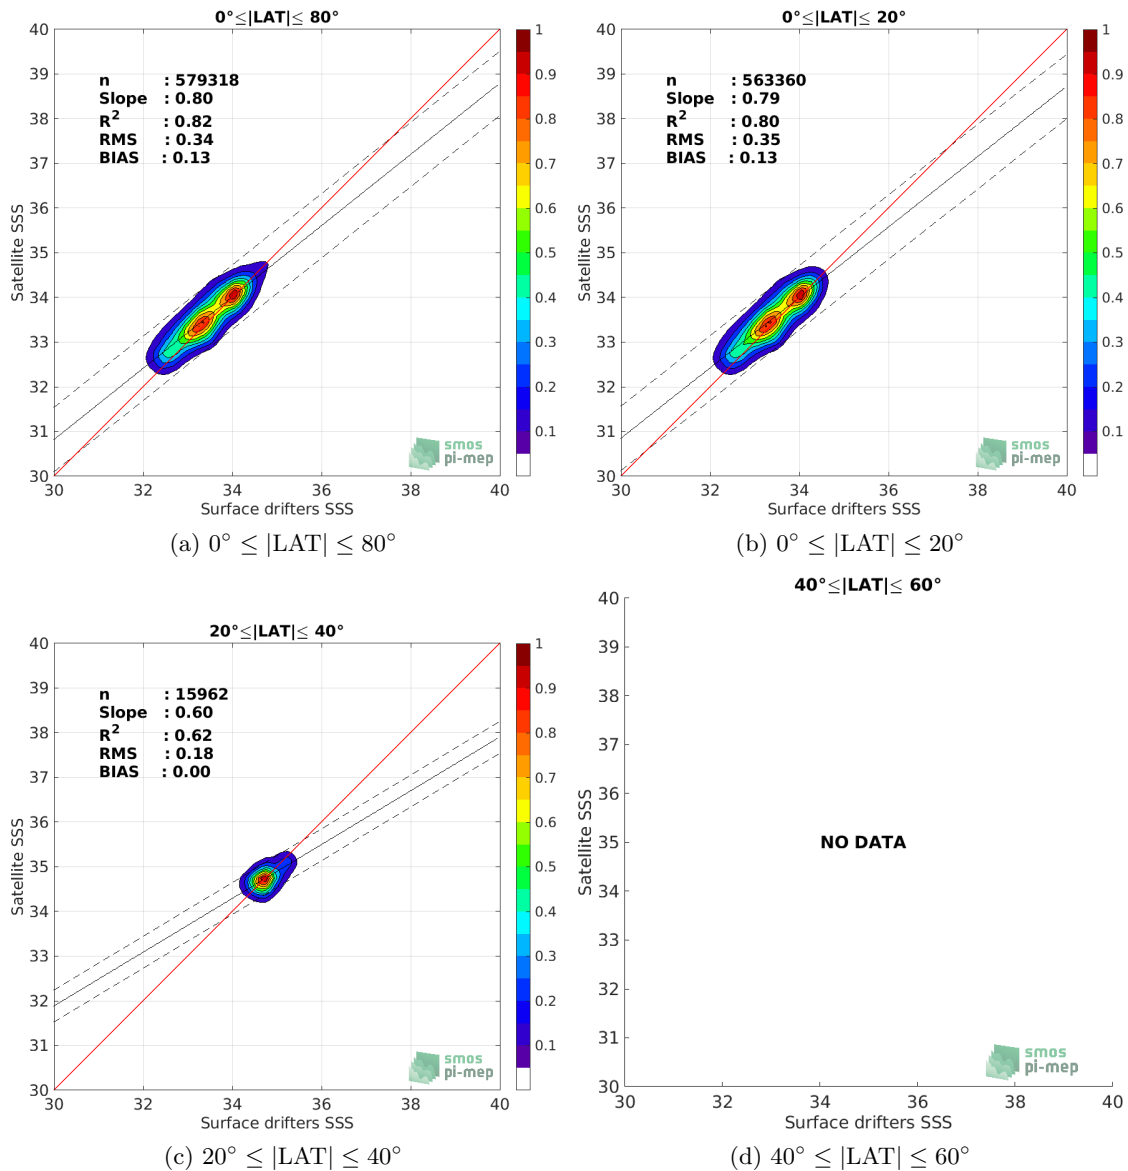 0°≤|LAT|≤ 80°
40
39
38
37
36
35
34
33
32
31
30
Satellite SSS
n : 579318
Slope : 0.80
R² : 0.82
RMS : 0.34
BIAS : 0.13
smos
pi-mep
30 32 34 36 38 40
Surface drifters SSS
1
0.9
0.8
0.7
0.6
0.5
0.4
0.3
0.2
0.1
(a) 0° ≤ |LAT| ≤ 80°
0°≤|LAT|≤ 20°
40
39
38
37
36
35
34
33
32
31
30
Satellite SSS
n : 563360
Slope : 0.79
R² : 0.80
RMS : 0.35
BIAS : 0.13
smos
pi-mep
30 32 34 36 38 40
Surface drifters SSS
1
0.9
0.8
0.7
0.6
0.5
0.4
0.3
0.2
0.1
(b) 0° ≤ |LAT| ≤ 20°
20°≤|LAT|≤ 40°
40
39
38
37
36
35
34
33
32
31
30
Satellite SSS
n : 15962
Slope : 0.60
R² : 0.62
RMS : 0.18
BIAS : 0.00
smos
pi-mep
30 32 34 36 38 40
Surface drifters SSS
1
0.9
0.8
0.7
0.6
0.5
0.4
0.3
0.2
0.1
(c) 20° ≤ |LAT| ≤ 40°
40°≤|LAT|≤ 60°
40
39
38
37
36
35
34
33
32
31
30
Satellite SSS
NO DATA
smos
pi-mep
30 32 34 36 38 40
Surface drifters SSS
(d) 40° ≤ |LAT| ≤ 60°